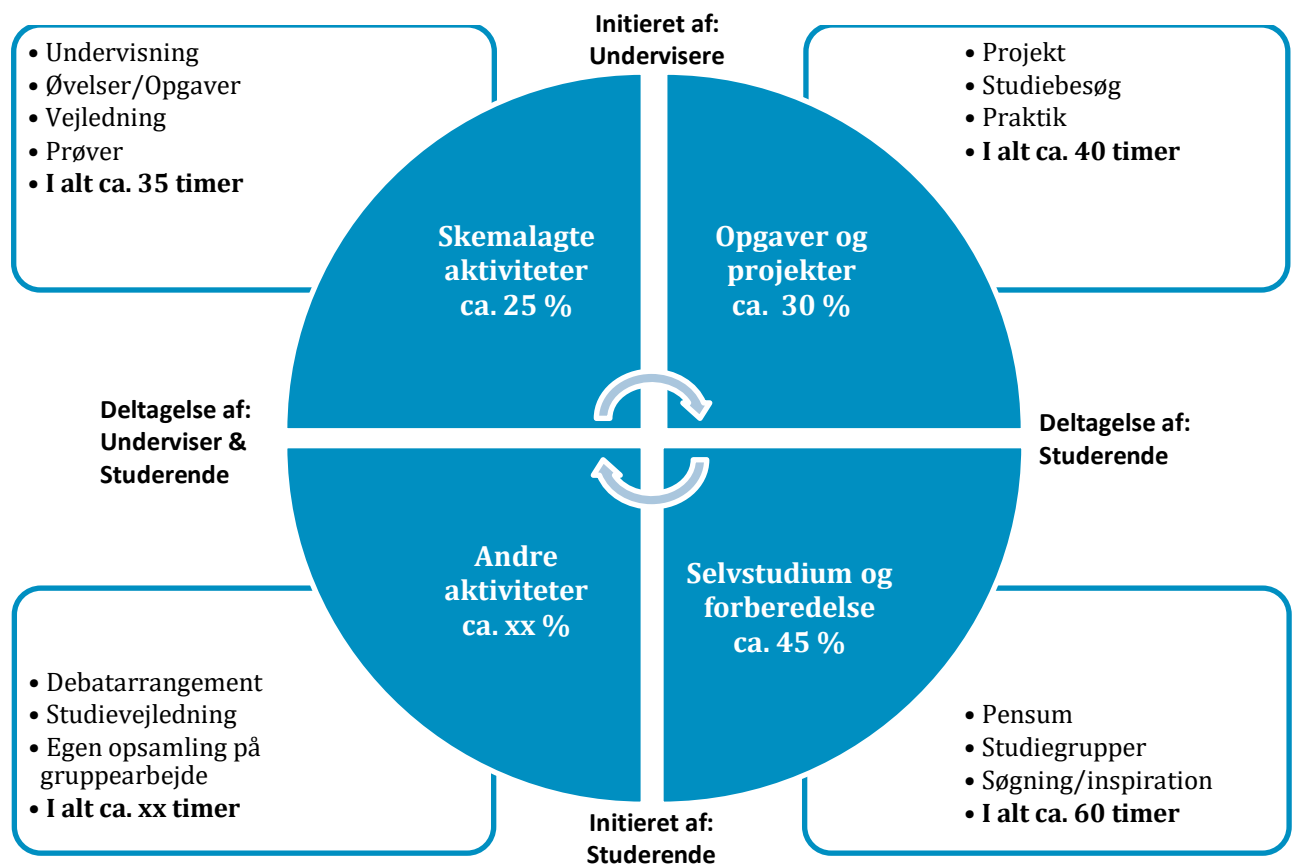 Initieret af:
Undervisere
• Undervisning
• Øvelser/Opgaver
• Vejledning
• Prøver
• I alt ca. 35 timer
• Projekt
• Studiebesøg
• Praktik
• I alt ca. 40 timer
Skemalagte
aktiviteter
ca. 25 %
Opgaver og
projekter
ca. 30 %
Deltagelse af:
Underviser &
Studerende
Deltagelse af:
Studerende
Andre
aktiviteter
ca. xx %
Selvstudium og
forberedelse
ca. 45 %
• Debatarrangement
• Studievejledning
• Egen opsamling på
gruppearbejde
• I alt ca. xx timer
• Pensum
• Studiegrupper
• Søgning/inspiration
• I alt ca. 60 timer
Initieret af:
Studerende